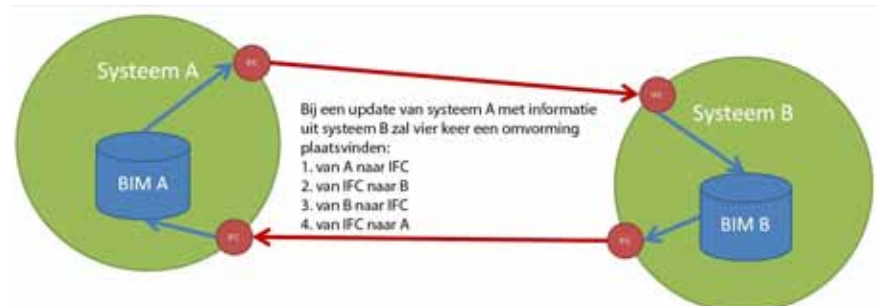 Systeem A
Bij een update van systeem A met informatie
uit systeem B zal vier keer een omvorming
plaatsvinden:
1. van A naar IFC
2. van IFC naar B
3. van B naar IFC
4. van IFC naar A
Systeem B
BIM A
BIM B